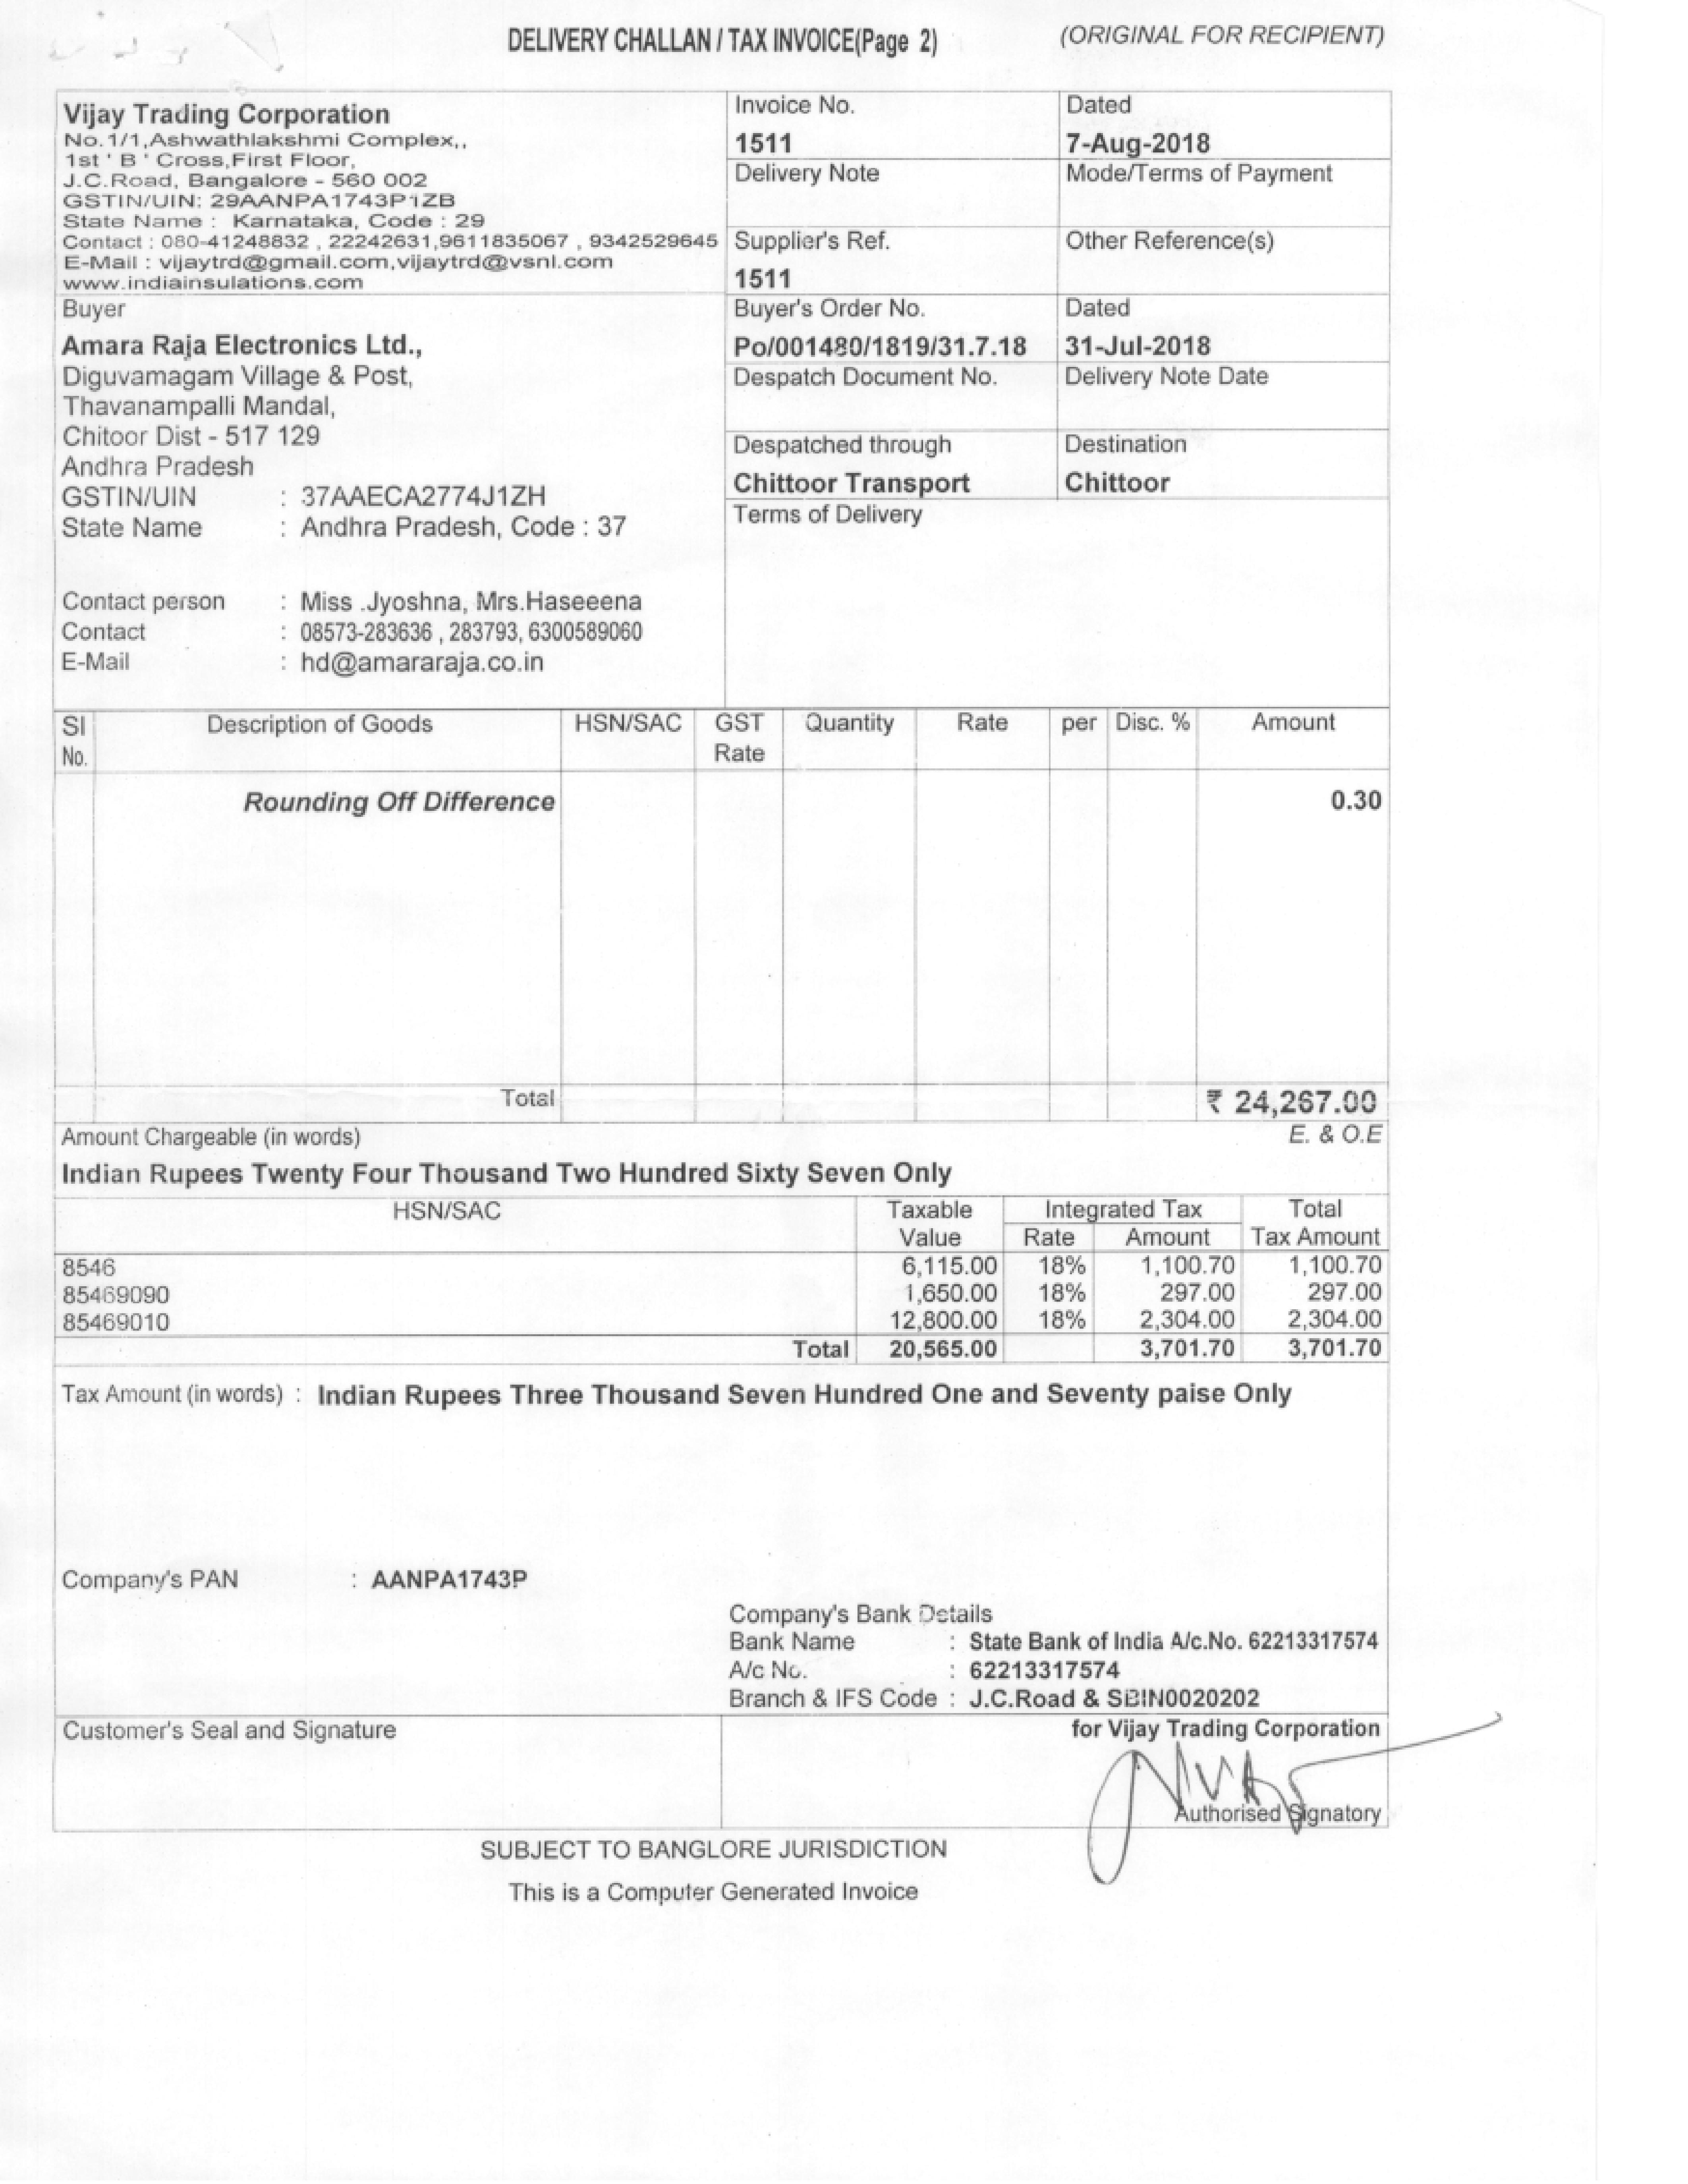 DELIVERY CHALLAN / TAX INVOICE(Page 2)
(ORIGINAL FOR RECIPIENT)
Vijay Trading Corporation
No.1/1,Ashwathlakshmi Complex,,
1st ' B ' Cross,First Floor,
J.C.Road, Bangalore - 560 002
GSTIN/UIN: 29AANPA1743P1ZB
State Name : Karnataka, Code : 29
Contact : 080-41248832 , 22242631,9611835067 , 9342529645
E-Mail : vijaytrd@gmail.com,vijaytrd@vsnl.com
www.indiainsulations.com
Invoice No. Dated
1511 7-Aug-2018
Delivery Note Mode/Terms of Payment
Supplier's Ref. Other Reference(s)
1511
Buyer
Amara Raja Electronics Ltd.,
Diguvamagam Village & Post,
Thavanampalli Mandal,
Chitoor Dist - 517 129
Andhra Pradesh
GSTIN/UIN : 37AAECA2774J1ZH
State Name : Andhra Pradesh, Code : 37
Contact person : Miss .Jyoshna, Mrs.Haseeena
Contact : 08573-283636 , 283793, 6300589060
E-Mail : hd@amararaja.co.in
Buyer's Order No. Dated
Po/001480/1819/31.7.18 31-Jul-2018
Despatch Document No. Delivery Note Date
Despatched through Destination
Chittoor Transport Chittoor
Terms of Delivery
SI No. Description of Goods HSN/SAC GST Rate Quantity Rate per Disc. % Amount
Rounding Off Difference 0.30
Total ₹ 24,267.00
Amount Chargeable (in words) E. & O.E
Indian Rupees Twenty Four Thousand Two Hundred Sixty Seven Only
HSN/SAC Taxable Value Integrated Tax Total Tax Amount
Rate Amount
8546 6,115.00 18% 1,100.70 1,100.70
85469090 1,650.00 18% 297.00 297.00
85469010 12,800.00 18% 2,304.00 2,304.00
Total 20,565.00 3,701.70 3,701.70
Tax Amount (in words) : Indian Rupees Three Thousand Seven Hundred One and Seventy paise Only
Company's PAN : AANPA1743P
Company's Bank Details
Bank Name : State Bank of India A/c.No. 62213317574
A/c No. : 62213317574
Branch & IFS Code : J.C.Road & SBIN0020202
Customer's Seal and Signature
for Vijay Trading Corporation
Authorised Signatory
SUBJECT TO BANGLORE JURISDICTION
This is a Computer Generated Invoice